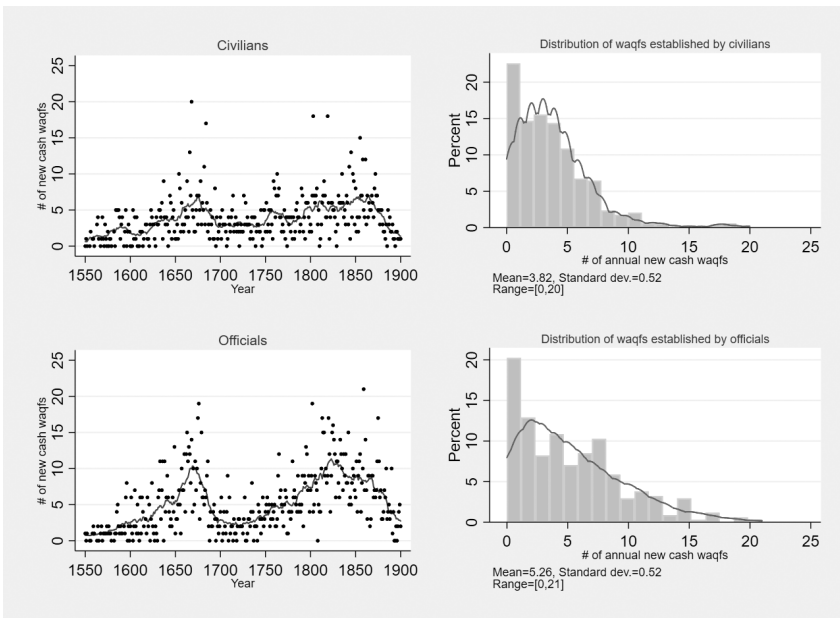 Civilians
# of new cash waqfs
25
20
15
10
5
0
1550 1600 1650 1700 1750 1800 1850 1900
Year
Distribution of waqfs established by civilians
Percent
20
15
10
5
0
0 5 10 15 20 25
# of annual new cash waqfs
Mean=3.82, Standard dev.=0.52
Range=[0,20]
Officials
# of new cash waqfs
25
20
15
10
5
0
1550 1600 1650 1700 1750 1800 1850 1900
Year
Distribution of waqfs established by officials
Percent
20
15
10
5
0
0 5 10 15 20 25
# of annual new cash waqfs
Mean=5.26, Standard dev.=0.52
Range=[0,21]